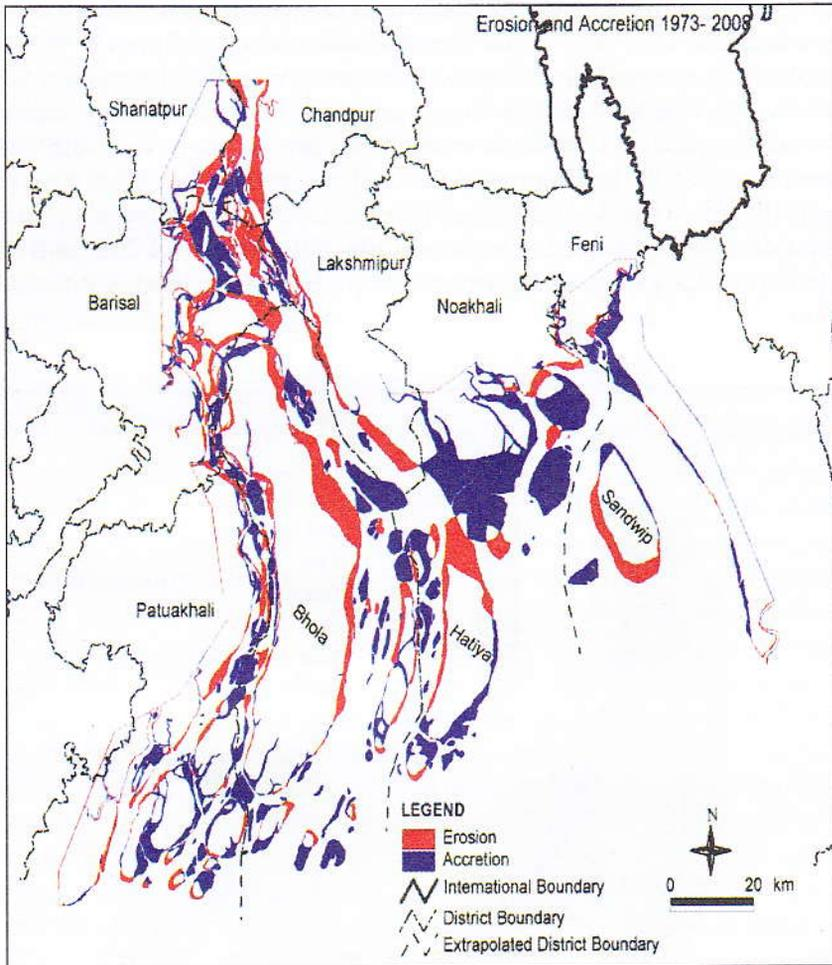 Erosion and Accretion 1973- 2008
Shariatpur
Chandpur
Feni
Lakshmipur
Barisal
Noakhali
Sandwip
Patuakhali
Bhola
Hatiya
LEGEND
Erosion
Accretion
International Boundary
District Boundary
Extrapolated District Boundary
N
0 20 km